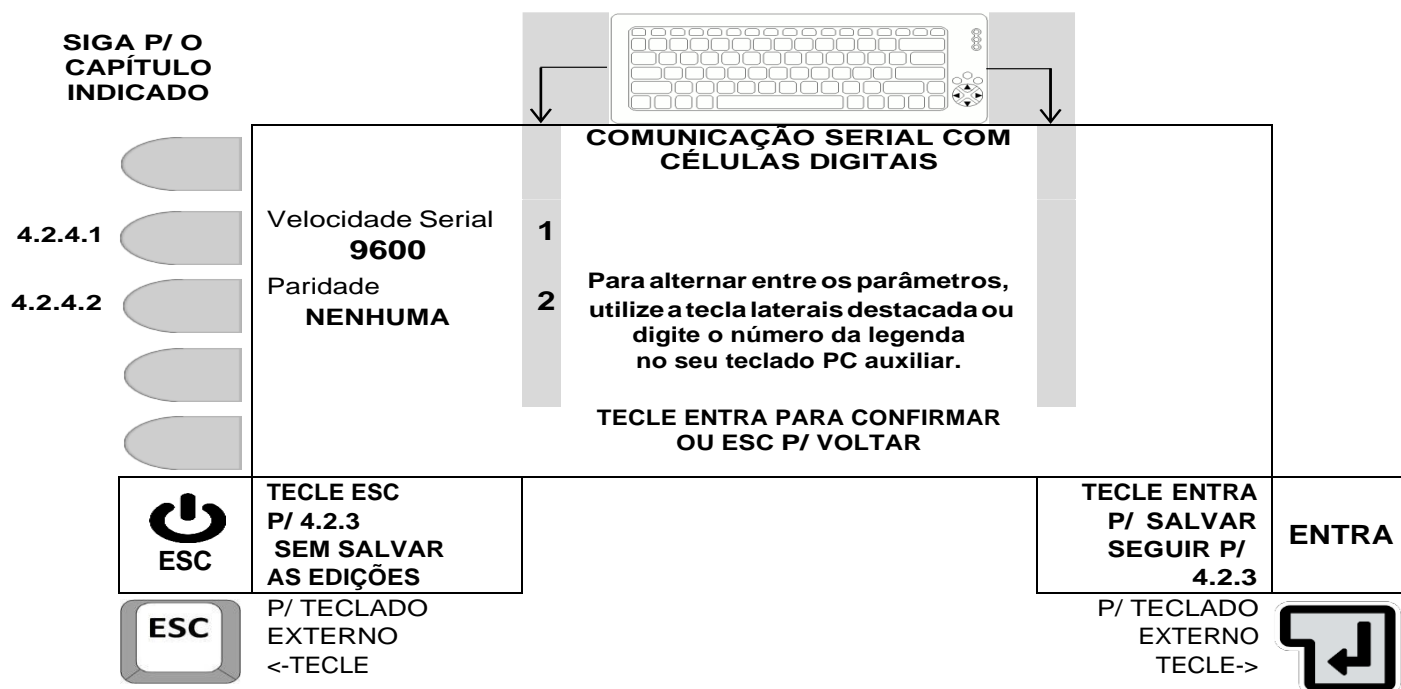 SIGA P/ O
CAPÍTULO
INDICADO
COMUNICAÇÃO SERIAL COM
CÉLULAS DIGITAIS
4.2.4.1
Velocidade Serial
9600
1
4.2.4.2
Paridade
NENHUMA
2
Para alternar entre os parâmetros,
utilize a tecla laterais destacada ou
digite o número da legenda
no seu teclado PC auxiliar.
TECLE ENTRA PARA CONFIRMAR
OU ESC P/ VOLTAR
ESC
TECLE ESC
P/ 4.2.3
SEM SALVAR
AS EDIÇÕES
TECLE ENTRA
P/ SALVAR
SEGUIR P/
4.2.3
ENTRA
ESC
P/ TECLADO
EXTERNO
<-TECLE
P/ TECLADO
EXTERNO
TECLE->